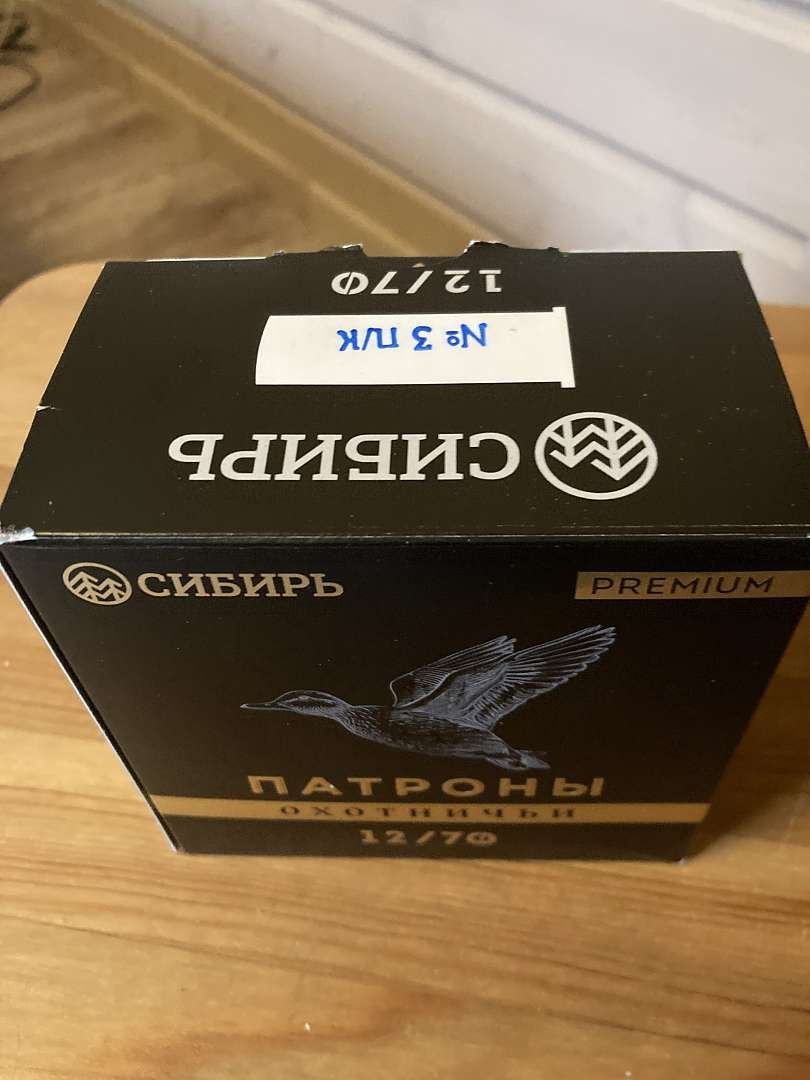 12/70
№ 3 П/К
СИБИРЬ
СИБИРЬ
PREMIUM
ПАТРОНЫ
ОХОТНИЧЬИ
12/70